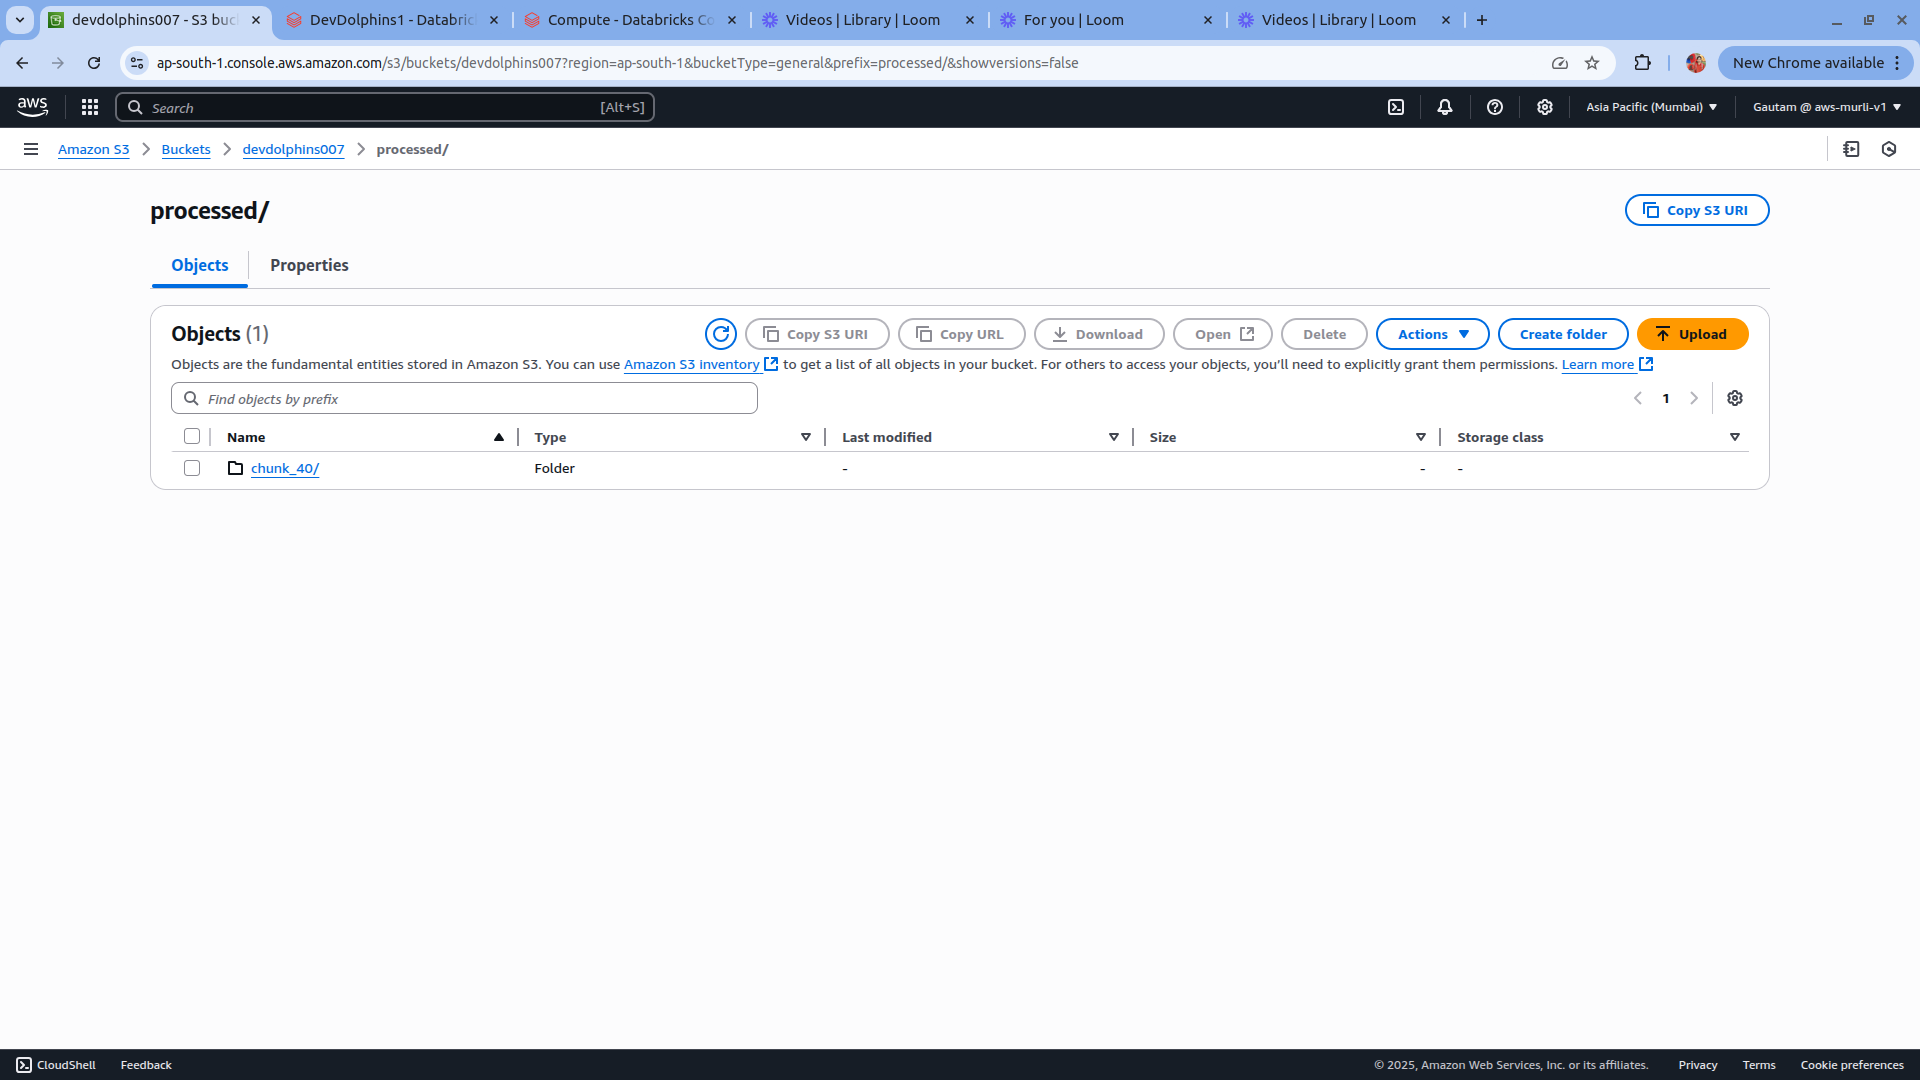 devdolphins007 - S3 buc
DevDolphins1 - Databric
Compute - Databricks Co
Videos | Library | Loom
For you | Loom
Videos | Library | Loom
ap-south-1.console.aws.amazon.com/s3/buckets/devdolphins007?region=ap-south-1&bucketType=general&prefix=processed/&showversions=false
New Chrome available
aws
Search
[Alt+S]
Asia Pacific (Mumbai)
Gautam @ aws-murli-v1
Amazon S3 > Buckets > devdolphins007 > processed/
processed/
Copy S3 URI
Objects
Properties
Objects (1)
Copy S3 URI
Copy URL
Download
Open
Delete
Actions
Create folder
Upload
Objects are the fundamental entities stored in Amazon S3. You can use Amazon S3 inventory to get a list of all objects in your bucket. For others to access your objects, you’ll need to explicitly grant them permissions. Learn more
Find objects by prefix
1
Name Type Last modified Size Storage class
chunk_40/ Folder - - -
CloudShell Feedback © 2025, Amazon Web Services, Inc. or its affiliates. Privacy Terms Cookie preferences